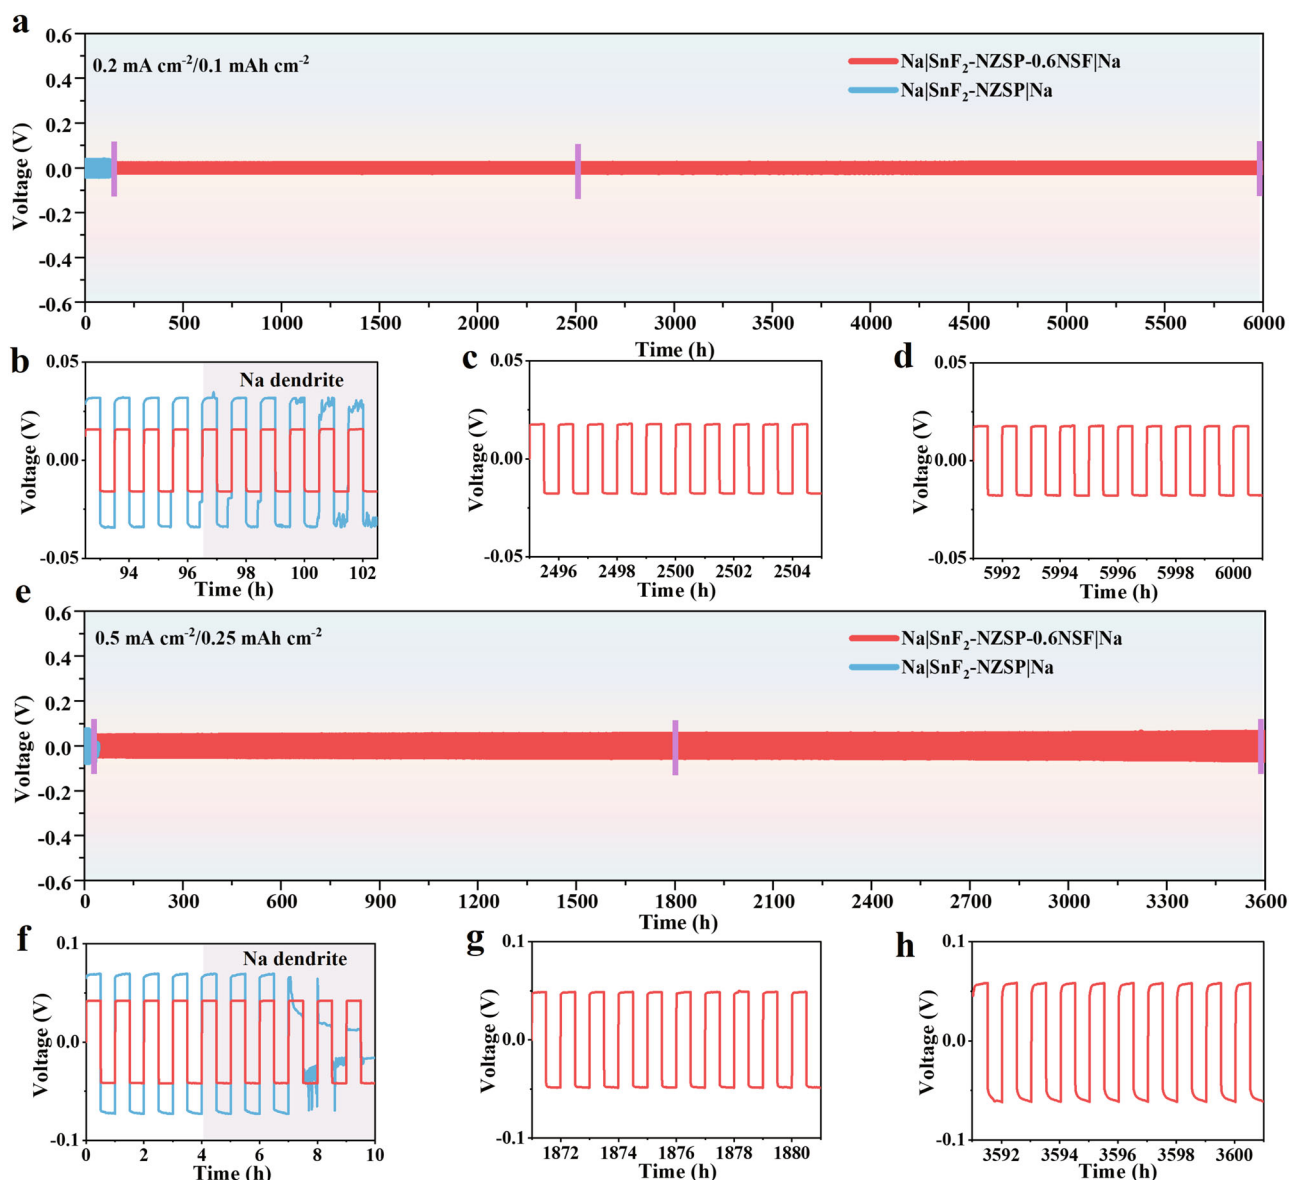 a
0.6
0.4
0.2
0.0
-0.2
-0.4
-0.6
Voltage (V)
0.2 mA cm⁻²/0.1 mAh cm⁻²
Na|SnF₂-NZSP-0.6NSF|Na
Na|SnF₂-NZSP|Na
0 500 1000 1500 2000 2500 3000 3500 4000 4500 5000 5500 6000
Time (h)
b
0.05
0.00
-0.05
Voltage (V)
Na dendrite
94 96 98 100 102
Time (h)
c
0.05
0.00
-0.05
Voltage (V)
2496 2498 2500 2502 2504
Time (h)
d
0.05
0.00
-0.05
Voltage (V)
5992 5994 5996 5998 6000
Time (h)
e
0.6
0.4
0.2
0.0
-0.2
-0.4
-0.6
Voltage (V)
0.5 mA cm⁻²/0.25 mAh cm⁻²
Na|SnF₂-NZSP-0.6NSF|Na
Na|SnF₂-NZSP|Na
0 300 600 900 1200 1500 1800 2100 2400 2700 3000 3300 3600
Time (h)
f
0.1
0.0
-0.1
Voltage (V)
Na dendrite
0 2 4 6 8 10
Time (h)
g
0.1
0.0
-0.1
Voltage (V)
1872 1874 1876 1878 1880
Time (h)
h
0.1
0.0
-0.1
Voltage (V)
3592 3594 3596 3598 3600
Time (h)